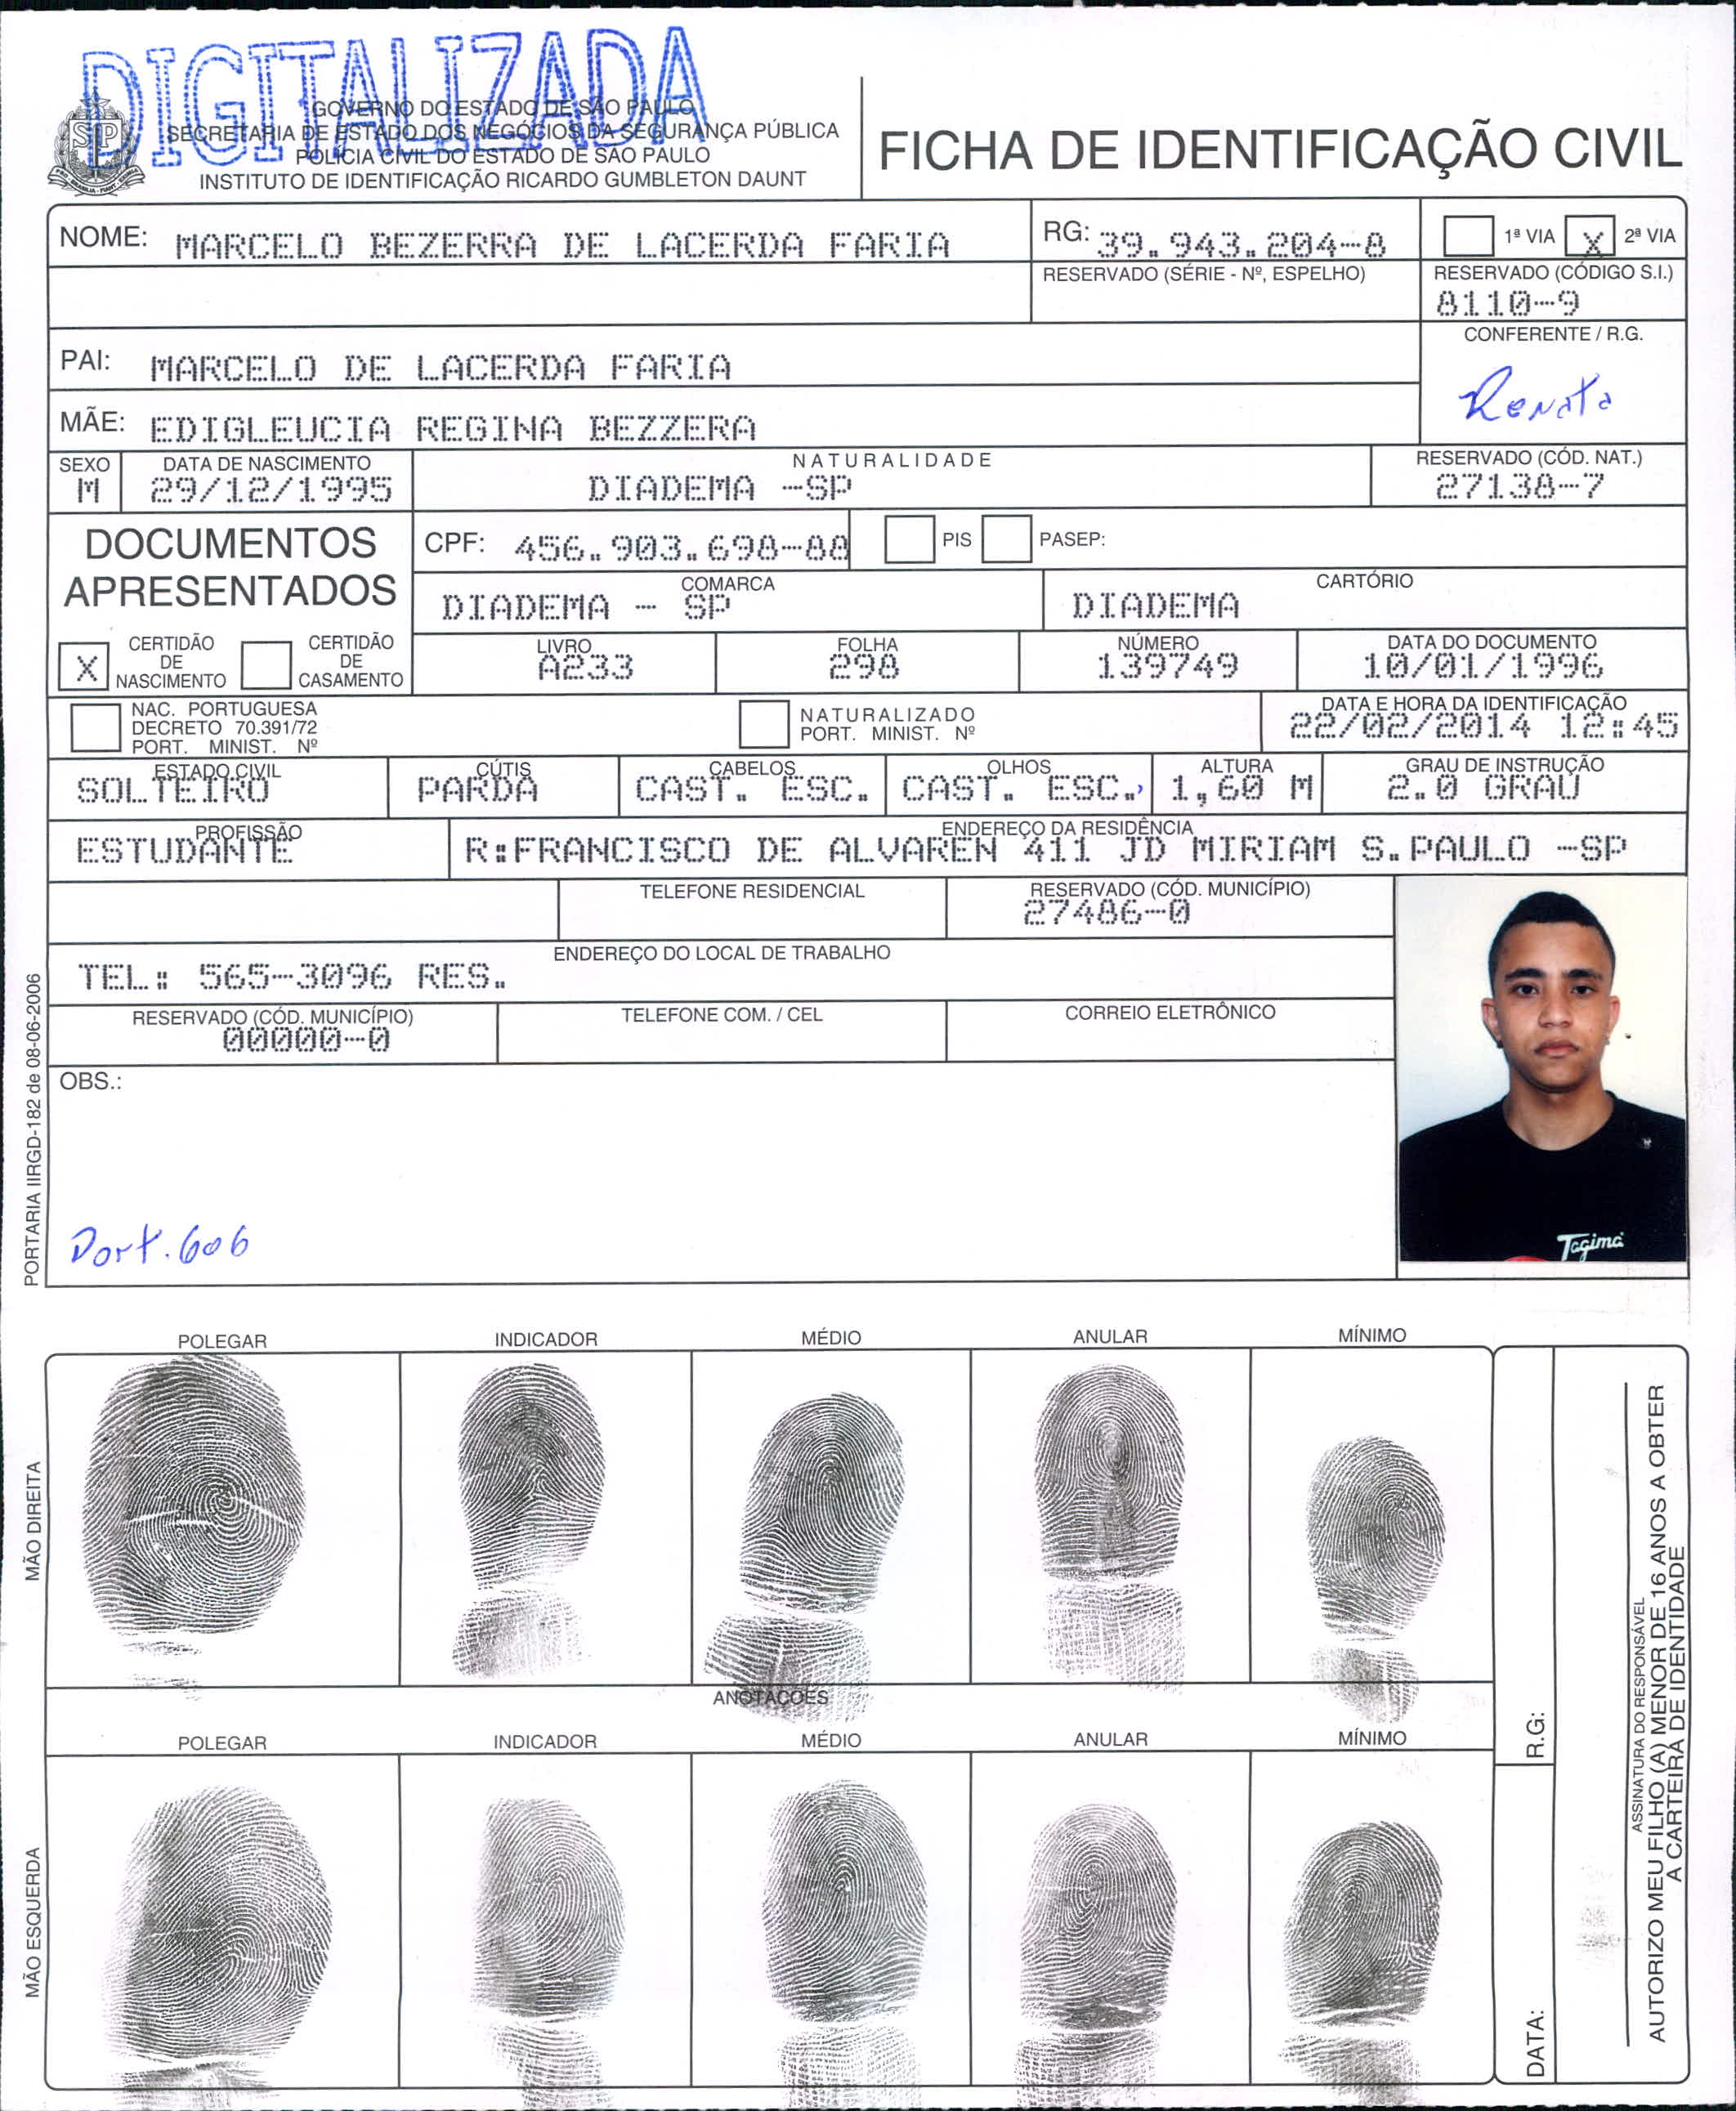 DIGITALIZADA
GOVERNO DO ESTADO DE SÃO PAULO
SECRETARIA DE ESTADO DOS NEGÓCIOS DA SEGURANÇA PÚBLICA
POLÍCIA CIVIL DO ESTADO DE SÃO PAULO
INSTITUTO DE IDENTIFICAÇÃO RICARDO GUMBLETON DAUNT
FICHA DE IDENTIFICAÇÃO CIVIL
NOME: MARCELO BEZERRA DE LACERDA FARIA
RG: 39.943.204-8
1ª VIA X 2ª VIA
RESERVADO (SÉRIE - Nº, ESPELHO)
RESERVADO (CÓDIGO S.I.)
8110-9
PAI: MARCELO DE LACERDA FARIA
CONFERENTE / R.G.
Renata
MÃE: EDIGLEUCIA REGINA BEZZERA
SEXO
M
DATA DE NASCIMENTO
29/12/1995
NATURALIDADE
DIADEMA -SP
RESERVADO (CÓD. NAT.)
27138-7
DOCUMENTOS
APRESENTADOS
CPF: 456.903.698-88
PIS
PASEP:
COMARCA
DIADEMA - SP
CARTÓRIO
DIADEMA
X CERTIDÃO
DE
NASCIMENTO
CERTIDÃO
DE
CASAMENTO
LIVRO
A233
FOLHA
298
NÚMERO
139749
DATA DO DOCUMENTO
10/01/1996
NAC. PORTUGUESA
DECRETO 70.391/72
PORT. MINIST. Nº
NATURALIZADO
PORT. MINIST. Nº
DATA E HORA DA IDENTIFICAÇÃO
22/02/2014 12:45
ESTADO CIVIL
SOLTEIRO
CÚTIS
PARDA
CABELOS
CAST. ESC.
OLHOS
CAST. ESC.
ALTURA
1,60 M
GRAU DE INSTRUÇÃO
2.0 GRAU
PROFISSÃO
ESTUDANTE
ENDEREÇO DA RESIDÊNCIA
R:FRANCISCO DE ALVAREN 411 JD MIRIAM S.PAULO -SP
TELEFONE RESIDENCIAL
RESERVADO (CÓD. MUNICÍPIO)
27486-0
ENDEREÇO DO LOCAL DE TRABALHO
TEL: 565-3096 RES.
RESERVADO (CÓD. MUNICÍPIO)
00000-0
TELEFONE COM. / CEL
CORREIO ELETRÔNICO
OBS.:
Port. 606
Tagima
PORTARIA IIRGD-182 de 08-06-2006
POLEGAR INDICADOR MÉDIO ANULAR MÍNIMO
MÃO DIREITA
ANOTAÇÕES
POLEGAR INDICADOR MÉDIO ANULAR MÍNIMO
MÃO ESQUERDA
R.G:
DATA:
ASSINATURA DO RESPONSÁVEL
AUTORIZO MEU FILHO (A) MENOR DE 16 ANOS A OBTER
A CARTEIRA DE IDENTIDADE